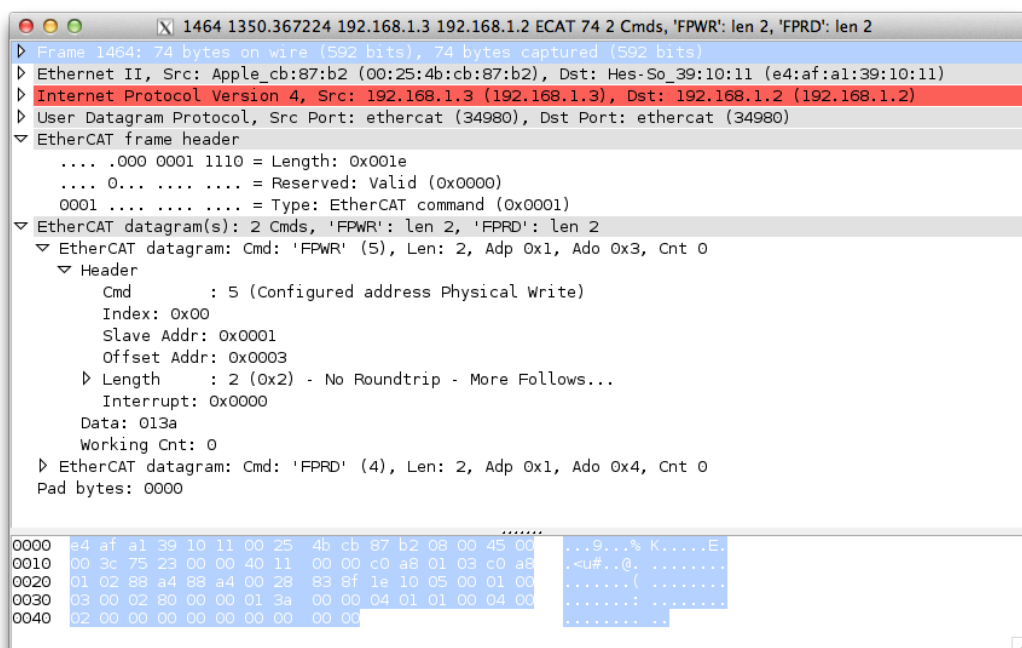 1464 1350.367224 192.168.1.3 192.168.1.2 ECAT 74 2 Cmds, 'FPWR': len 2, 'FPRD': len 2
Frame 1464: 74 bytes on wire (592 bits), 74 bytes captured (592 bits)
Ethernet II, Src: Apple_cb:87:b2 (00:25:4b:cb:87:b2), Dst: Hes-So_39:10:11 (e4:af:a1:39:10:11)
Internet Protocol Version 4, Src: 192.168.1.3 (192.168.1.3), Dst: 192.168.1.2 (192.168.1.2)
User Datagram Protocol, Src Port: ethercat (34980), Dst Port: ethercat (34980)
EtherCAT frame header
.... .000 0001 1110 = Length: 0x001e
.... 0... .... .... = Reserved: Valid (0x0000)
0001 .... .... .... = Type: EtherCAT command (0x0001)
EtherCAT datagram(s): 2 Cmds, 'FPWR': len 2, 'FPRD': len 2
EtherCAT datagram: Cmd: 'FPWR' (5), Len: 2, Adp 0x1, Ado 0x3, Cnt 0
Header
Cmd : 5 (Configured address Physical Write)
Index: 0x00
Slave Addr: 0x0001
Offset Addr: 0x0003
Length : 2 (0x2) - No Roundtrip - More Follows...
Interrupt: 0x0000
Data: 013a
Working Cnt: 0
EtherCAT datagram: Cmd: 'FPRD' (4), Len: 2, Adp 0x1, Ado 0x4, Cnt 0
Pad bytes: 0000
0000 e4 af a1 39 10 11 00 25 4b cb 87 b2 08 00 45 00 ...9...% K.....E.
0010 00 3c 75 23 00 00 40 11 00 00 c0 a8 01 03 c0 a8 .<u#..@. ........
0020 01 02 88 a4 88 a4 00 28 83 8f 1e 10 05 00 01 00 .......( ........
0030 03 00 02 80 00 00 01 3a 00 00 04 01 01 00 04 00 .......: ........
0040 02 00 00 00 00 00 00 00 00 00 ........ ..